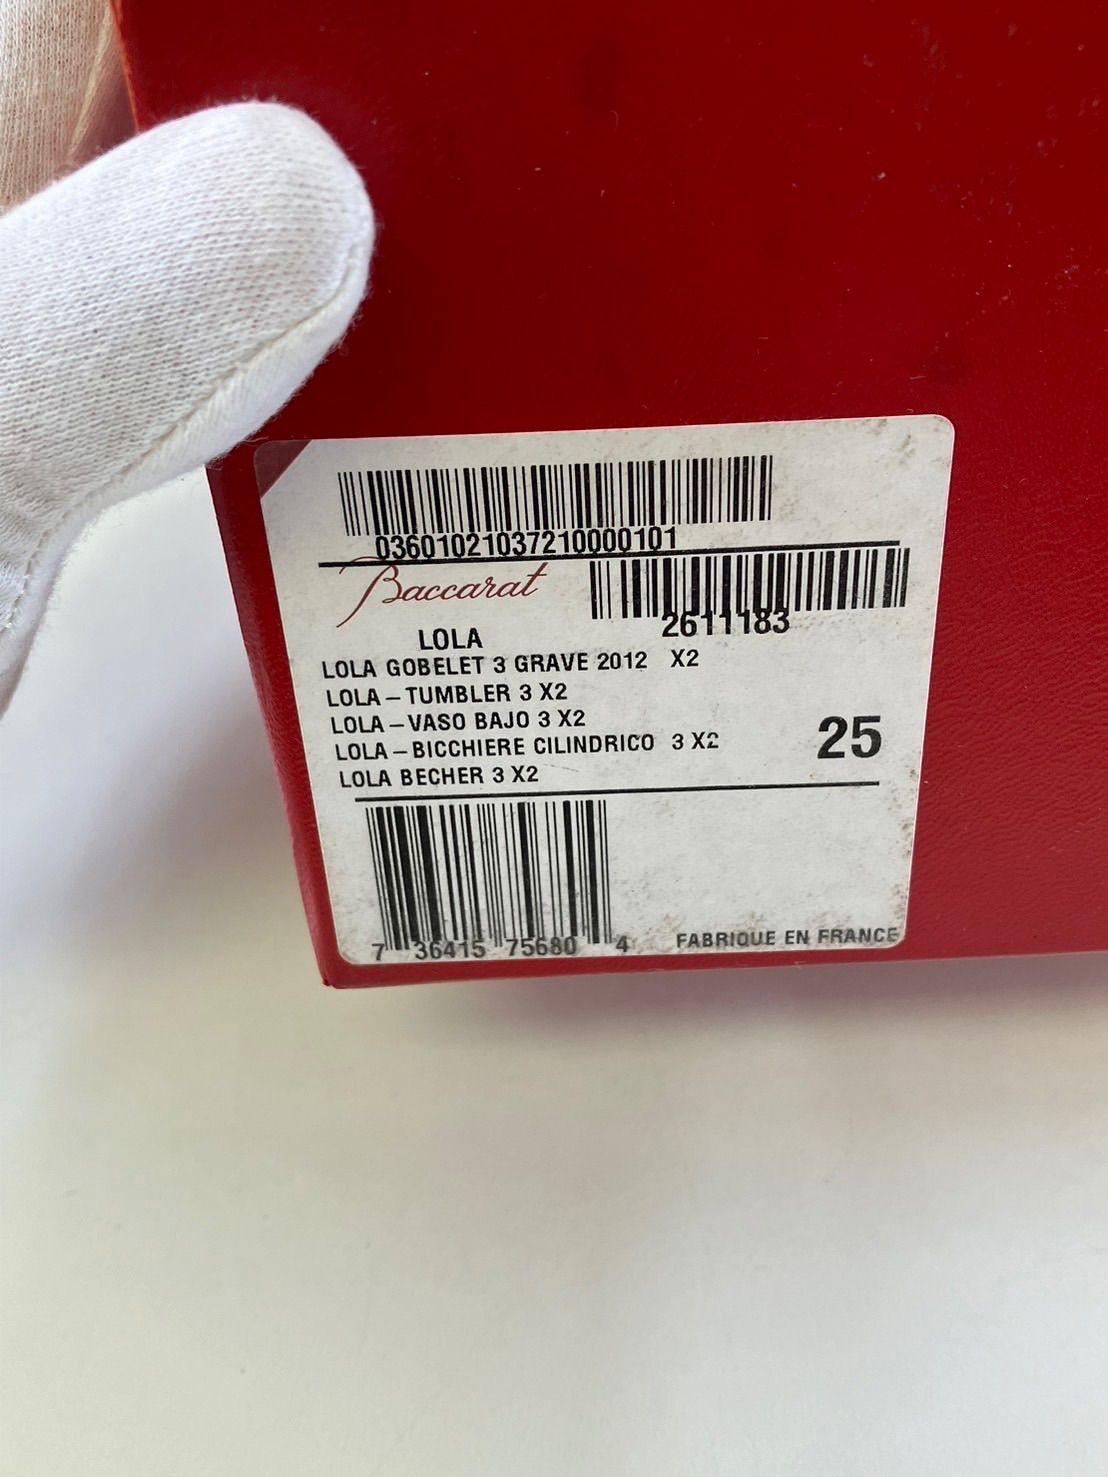 03601021037210000101
Baccarat
2611183
LOLA
LOLA GOBELET 3 GRAVE 2012 X2
LOLA – TUMBLER 3 X2
LOLA – VASO BAJO 3 X2
LOLA – BICCHIERE CILINDRICO 3 X2
25
LOLA BECHER 3 X2
7 36415 75680 4
FABRIQUE EN FRANCE